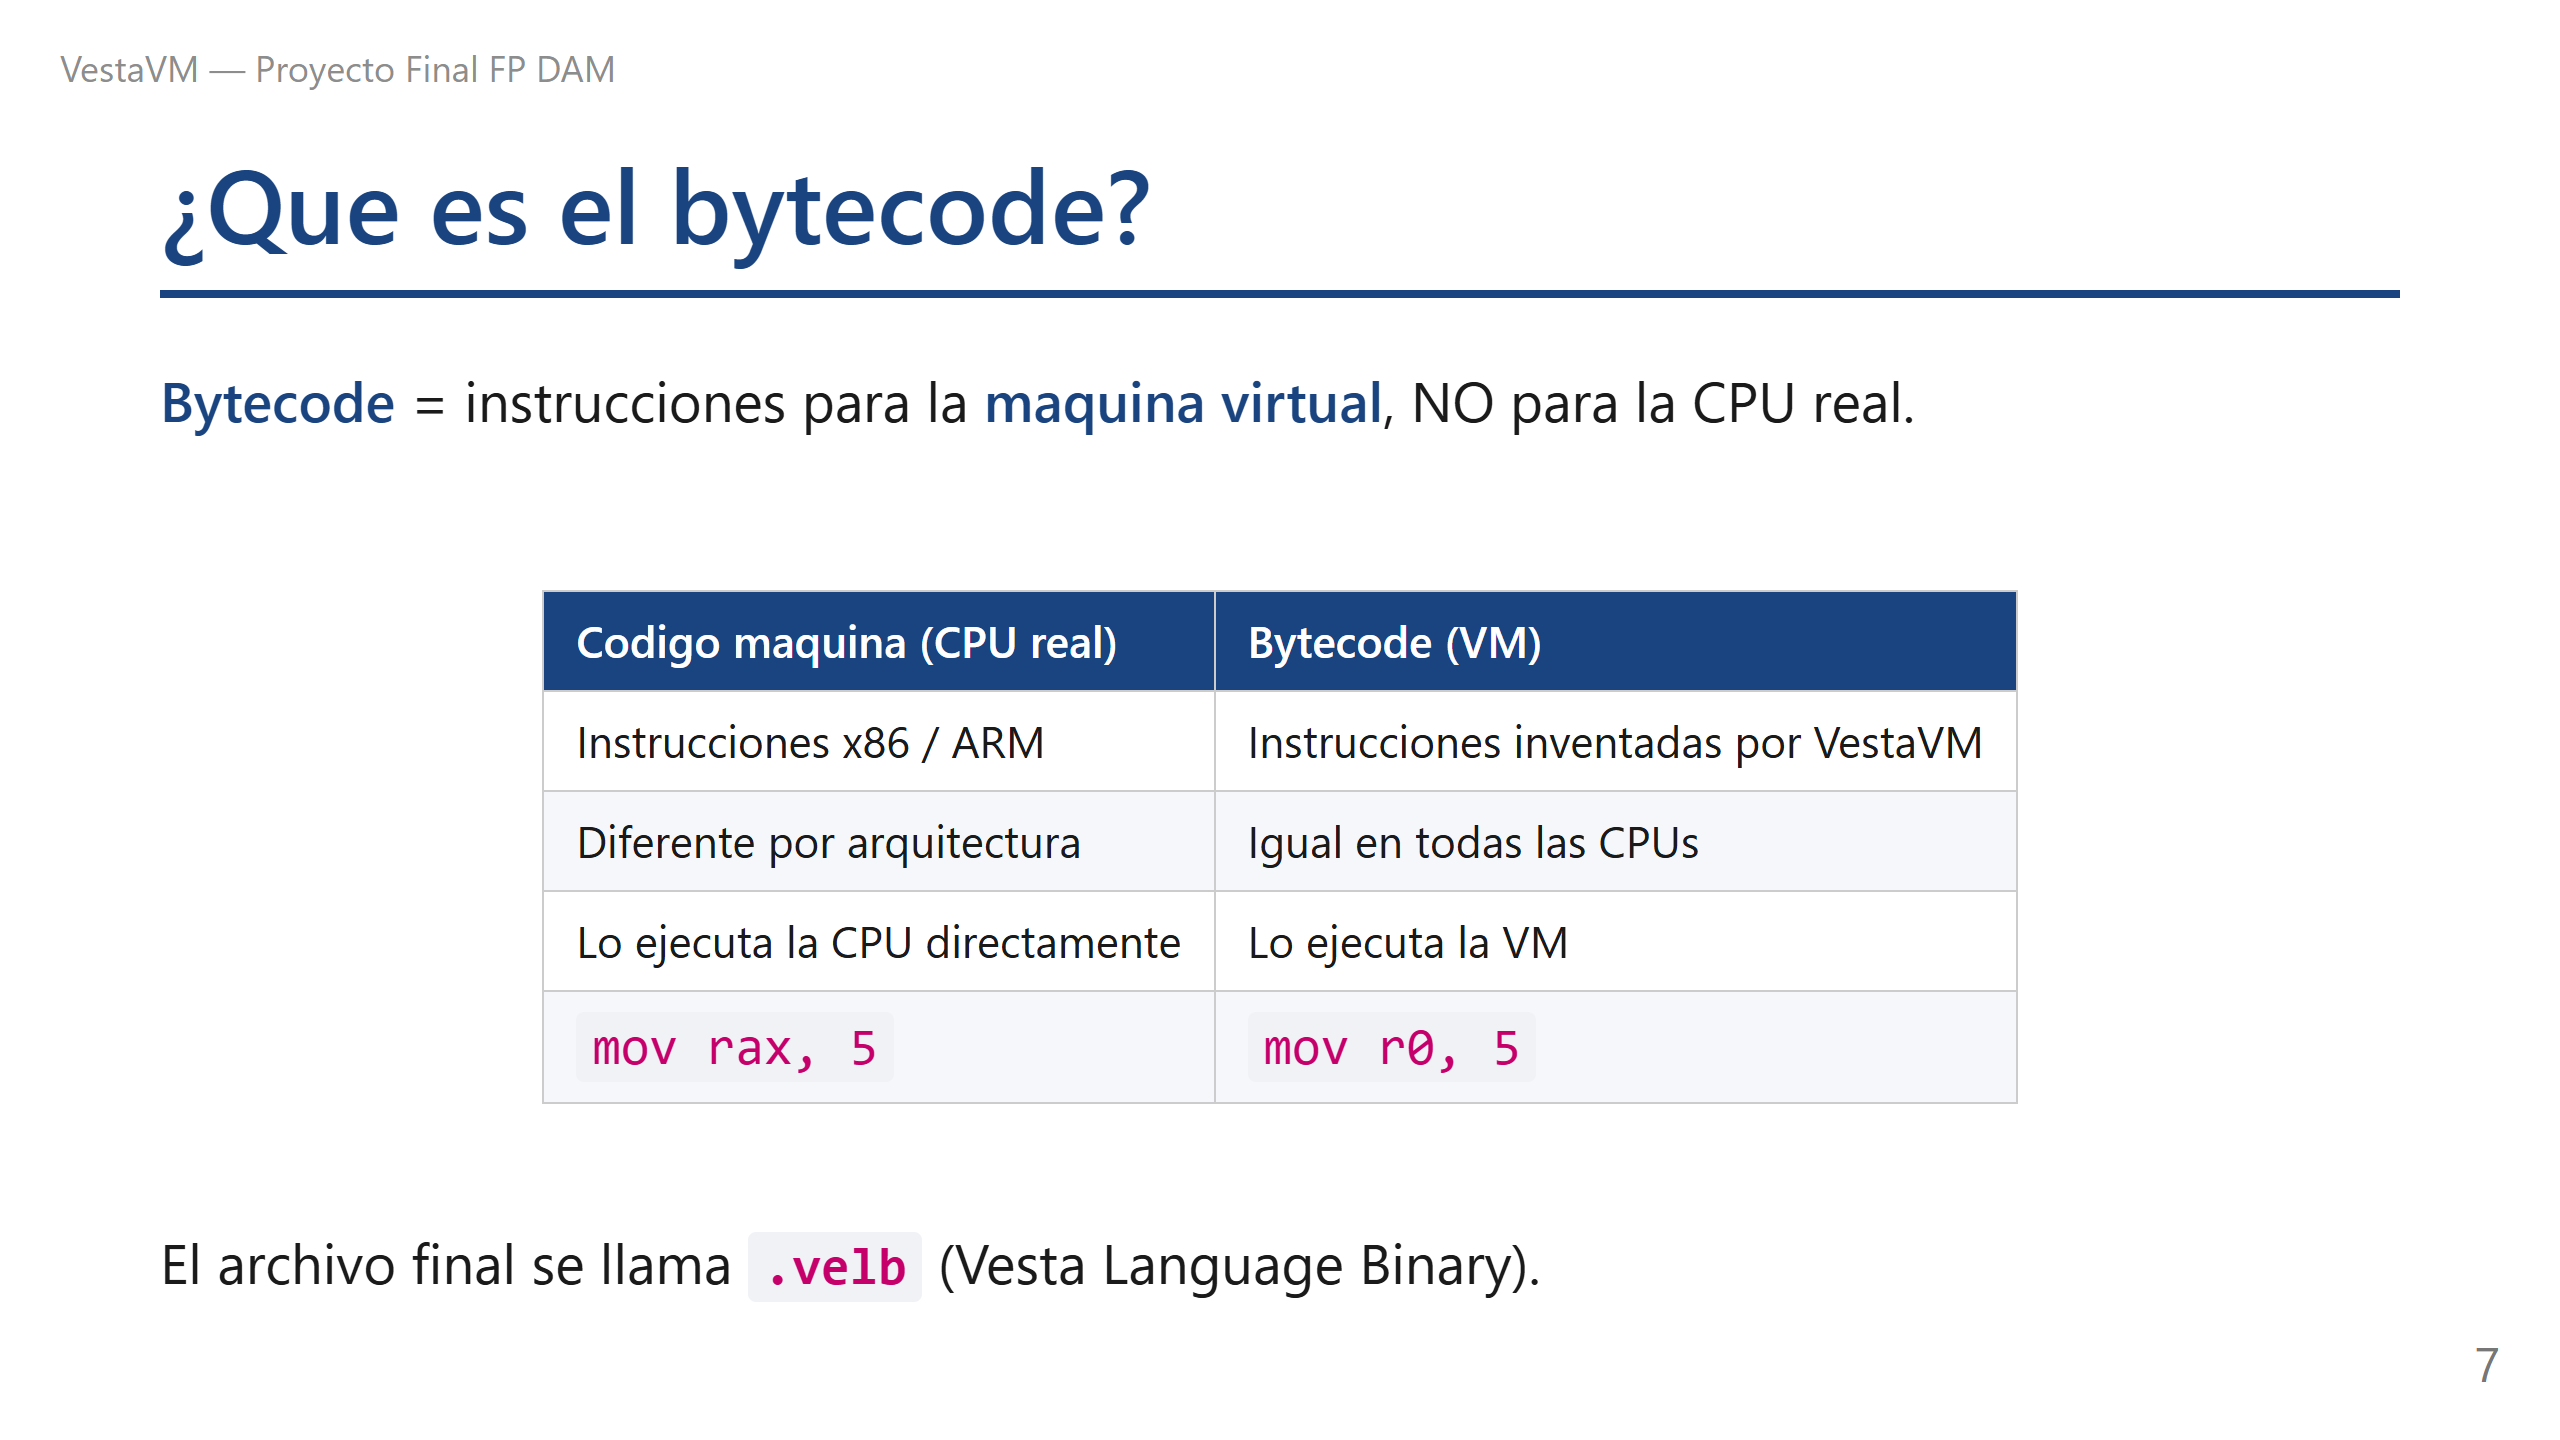 VestaVM — Proyecto Final FP DAM
¿Que es el bytecode?
Bytecode = instrucciones para la maquina virtual, NO para la CPU real.
Codigo maquina (CPU real) Bytecode (VM)
Instrucciones x86 / ARM Instrucciones inventadas por VestaVM
Diferente por arquitectura Igual en todas las CPUs
Lo ejecuta la CPU directamente Lo ejecuta la VM
mov rax, 5 mov r0, 5
El archivo final se llama .velb (Vesta Language Binary).
7